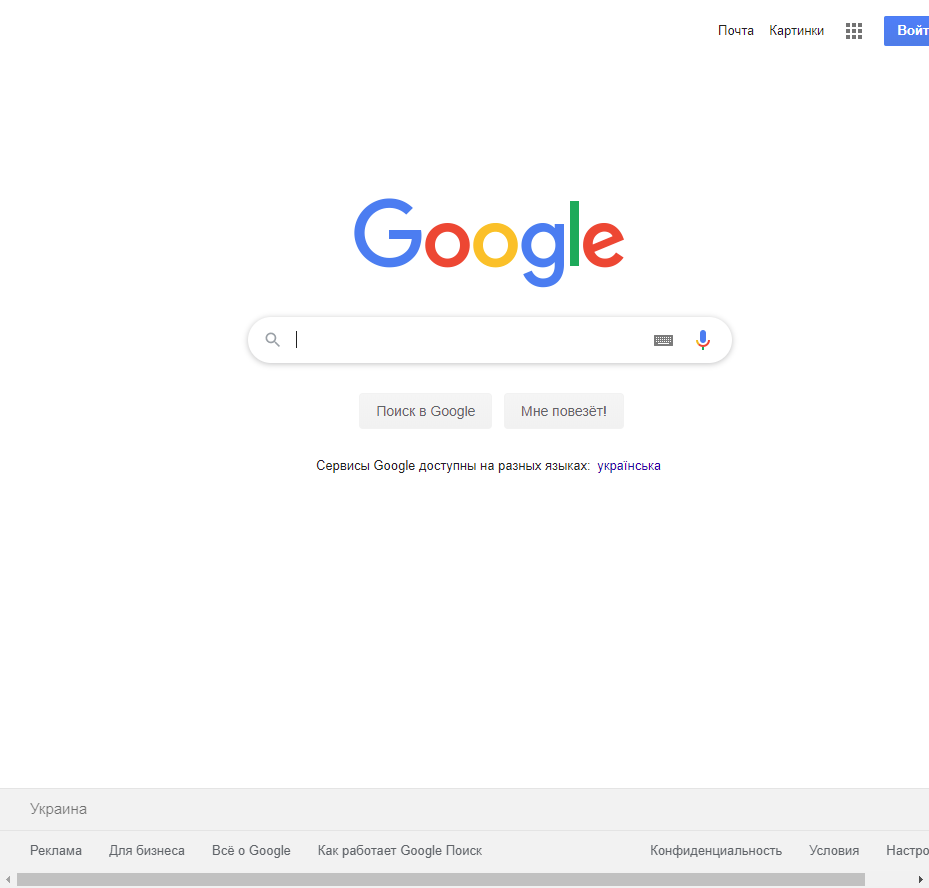 Почта Картинки Войт
Google
Поиск в Google Мне повезёт!
Сервисы Google доступны на разных языках: українська
Украина
Реклама Для бизнеса Всё о Google Как работает Google Поиск Конфиденциальность Условия Настро